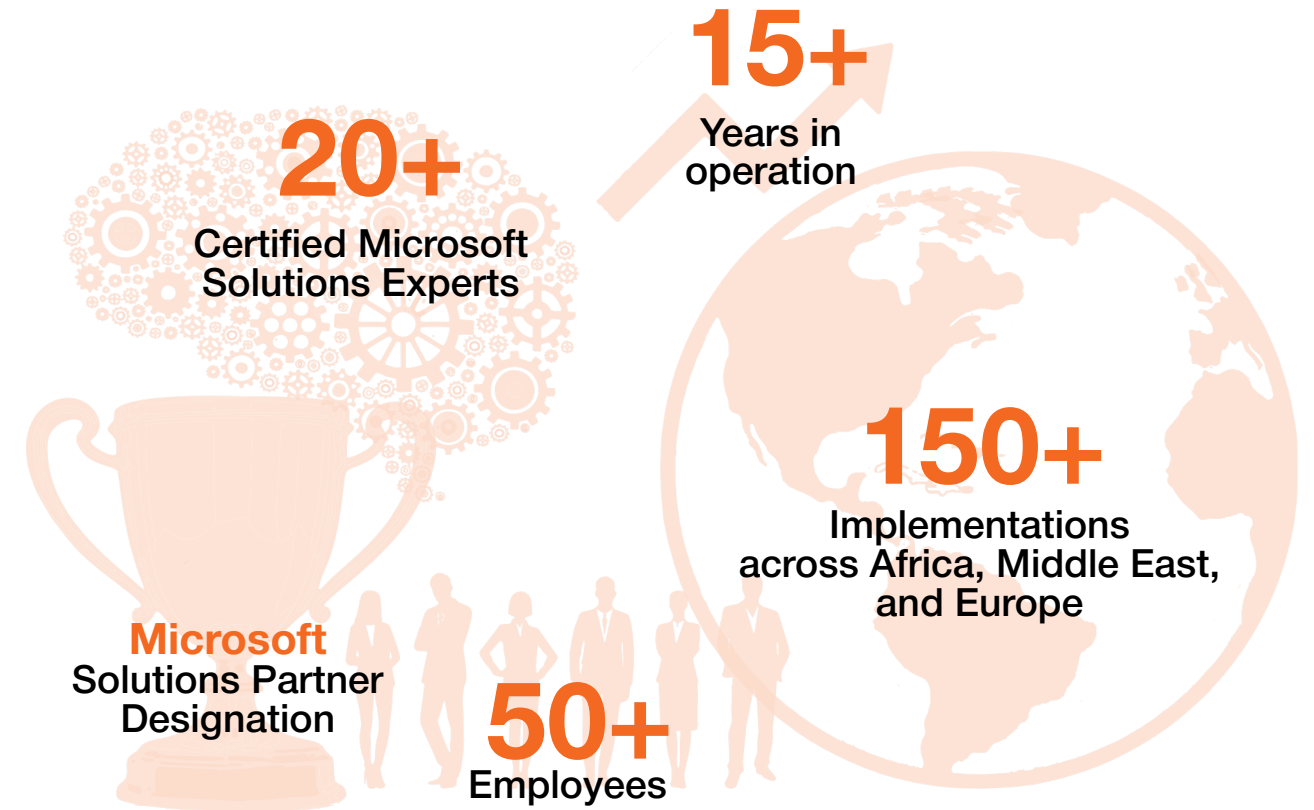 15+
Years in
operation
20+
Certified Microsoft
Solutions Experts
150+
Implementations
across Africa, Middle East,
and Europe
Microsoft
Solutions Partner
Designation
50+
Employees